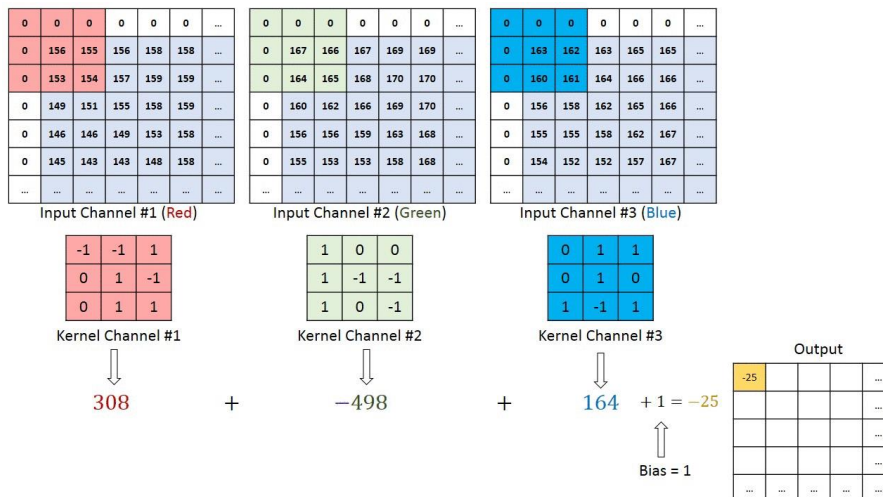 0 0 0 0 0 0 ...
0 156 155 156 158 158 ...
0 153 154 157 159 159 ...
0 149 151 155 158 159 ...
0 146 146 149 153 158 ...
0 145 143 143 148 158 ...
... ... ... ... ... ... ...
Input Channel #1 (Red)
0 0 0 0 0 0 ...
0 167 166 167 169 169 ...
0 164 165 168 170 170 ...
0 160 162 166 169 170 ...
0 156 156 159 163 168 ...
0 155 153 153 158 168 ...
... ... ... ... ... ... ...
Input Channel #2 (Green)
0 0 0 0 0 0 ...
0 163 162 163 165 165 ...
0 160 161 164 166 166 ...
0 156 158 162 165 166 ...
0 155 155 158 162 167 ...
0 154 152 152 157 167 ...
... ... ... ... ... ... ...
Input Channel #3 (Blue)
-1 -1 1
0 1 -1
0 1 1
Kernel Channel #1
1 0 0
1 -1 -1
1 0 -1
Kernel Channel #2
0 1 1
0 1 0
1 -1 1
Kernel Channel #3
308 + −498 + 164 + 1 = −25
Bias = 1
Output
-25 ...
...
...
...
... ... ... ... ...